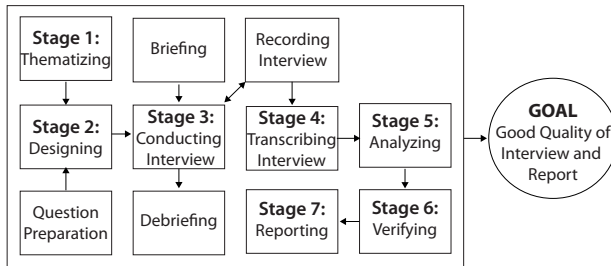 Stage 1:
Thematizing
Briefing
Recording
Interview
Stage 2:
Designing
Stage 3:
Conducting
Interview
Stage 4:
Transcribing
Interview
Stage 5:
Analyzing
GOAL
Good Quality of
Interview and
Report
Question
Preparation
Debriefing
Stage 7:
Reporting
Stage 6:
Verifying